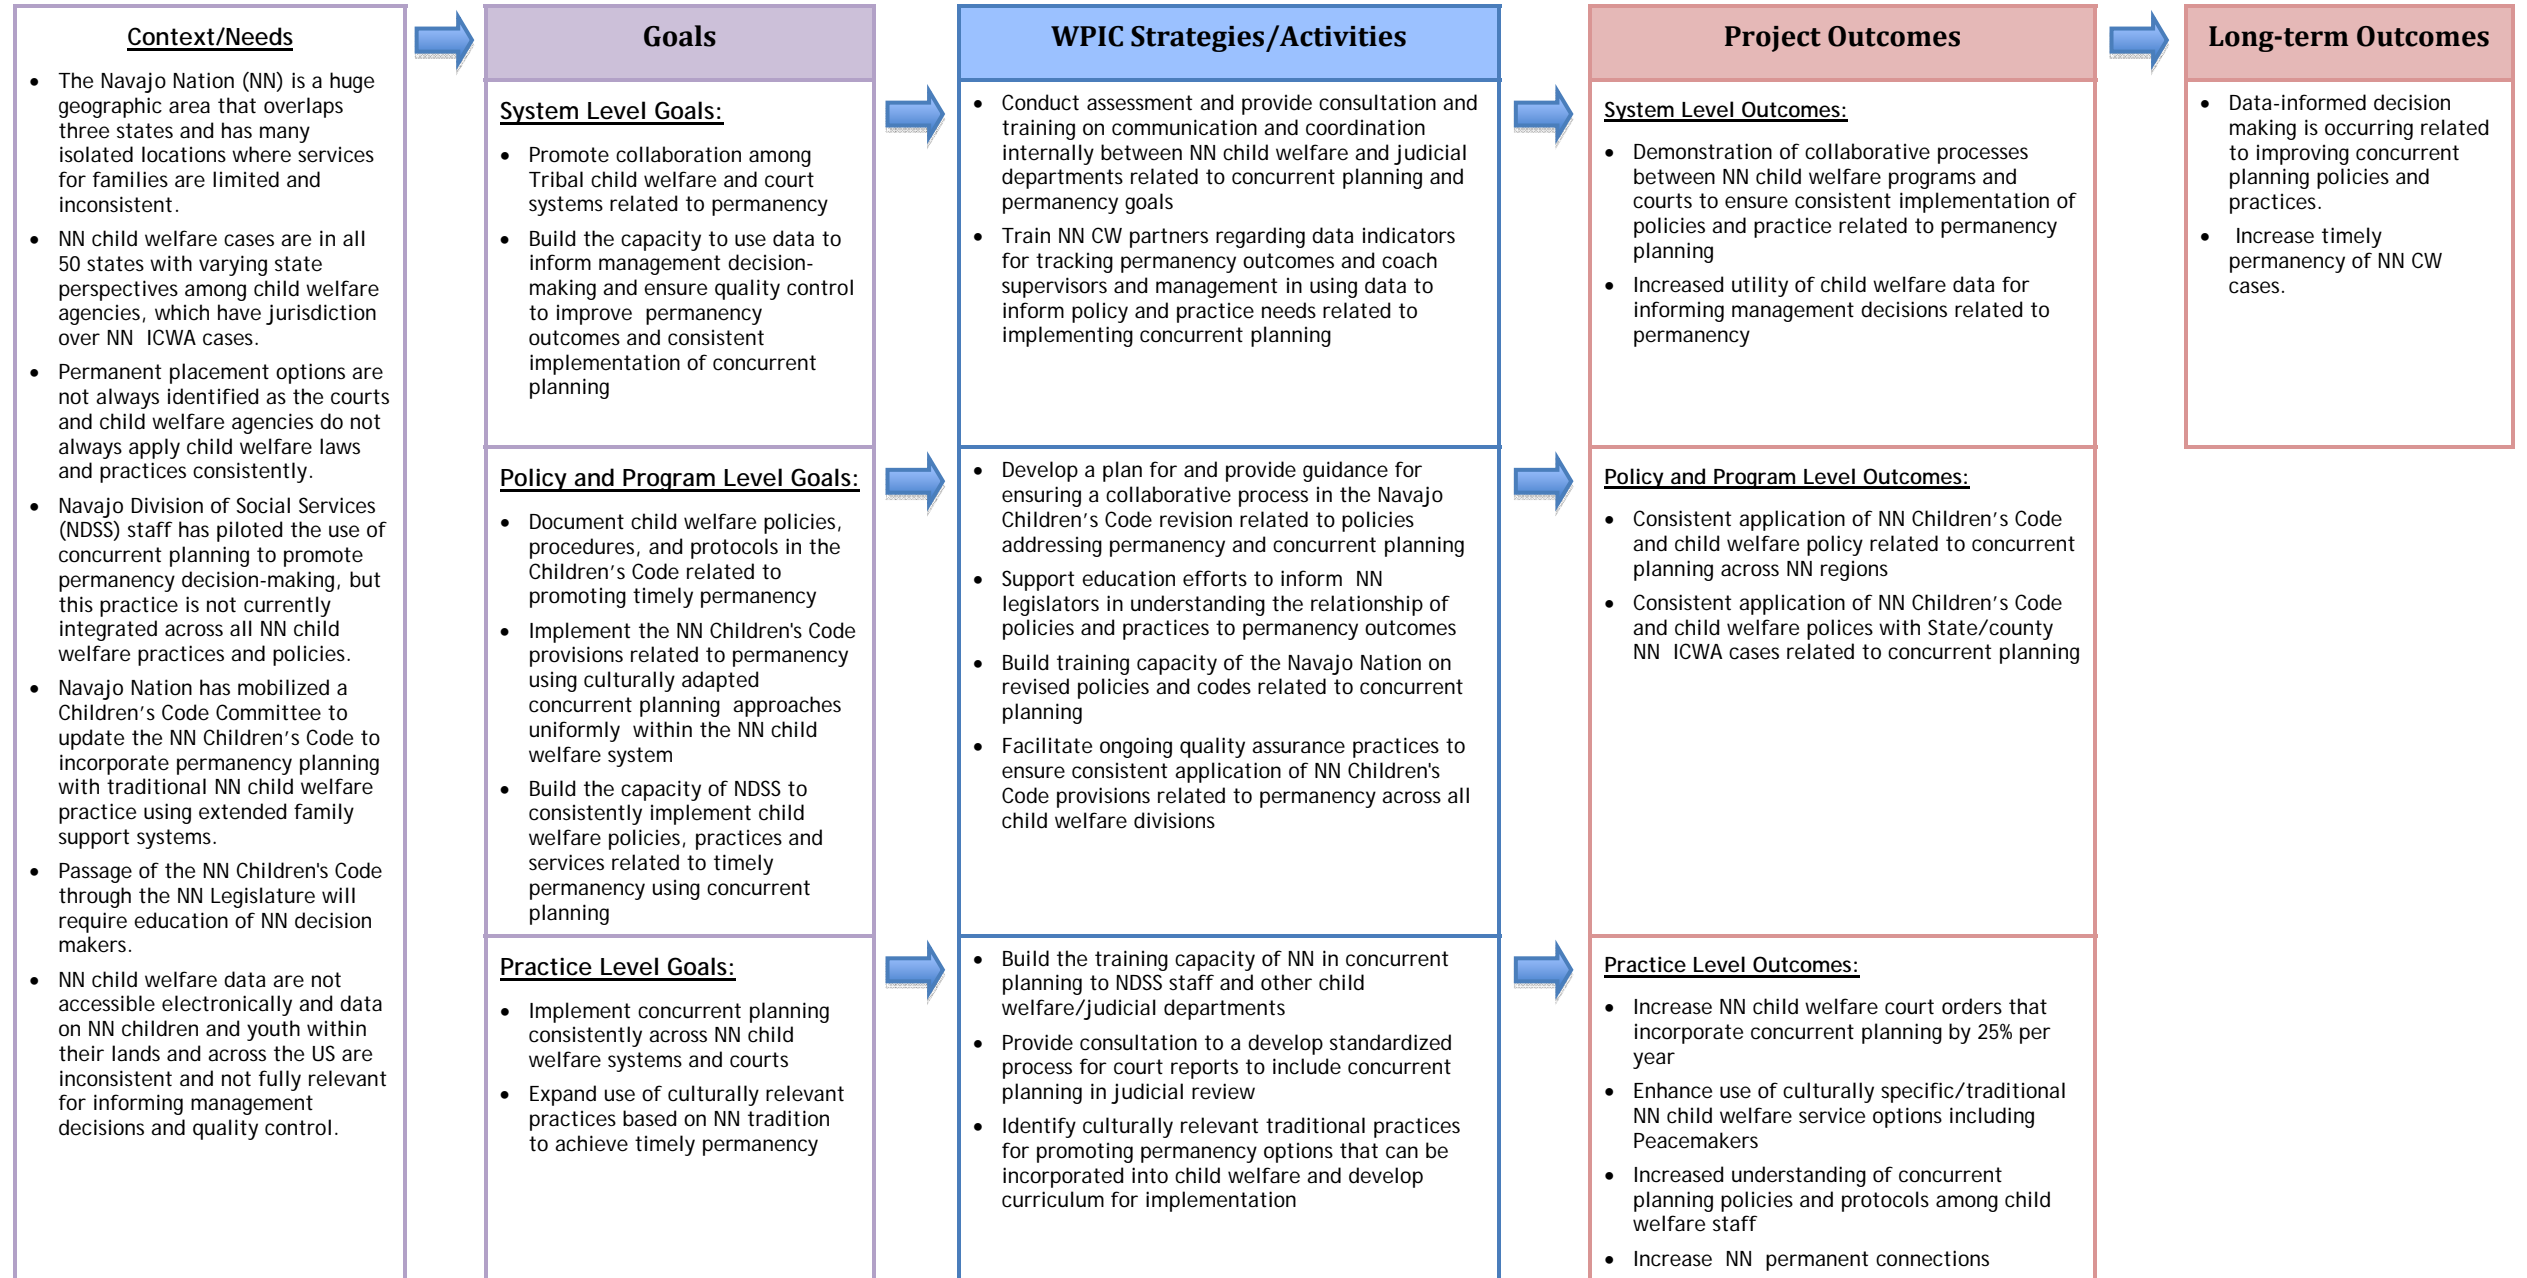 Context/Needs
• The Navajo Nation (NN) is a huge
geographic area that overlaps
three states and has many
isolated locations where services
for families are limited and
inconsistent.
• NN child welfare cases are in all
50 states with varying state
perspectives among child welfare
agencies, which have jurisdiction
over NN ICWA cases.
• Permanent placement options are
not always identified as the courts
and child welfare agencies do not
always apply child welfare laws
and practices consistently.
• Navajo Division of Social Services
(NDSS) staff has piloted the use of
concurrent planning to promote
permanency decision-making, but
this practice is not currently
integrated across all NN child
welfare practices and policies.
• Navajo Nation has mobilized a
Children's Code Committee to
update the NN Children's Code to
incorporate permanency planning
with traditional NN child welfare
practice using extended family
support systems.
• Passage of the NN Children's Code
through the NN Legislature will
require education of NN decision
makers.
• NN child welfare data are not
accessible electronically and data
on NN children and youth within
their lands and across the US are
inconsistent and not fully relevant
for informing management
decisions and quality control.
Goals
System Level Goals:
• Promote collaboration among
Tribal child welfare and court
systems related to permanency
• Build the capacity to use data to
inform management decision-
making and ensure quality control
to improve permanency
outcomes and consistent
implementation of concurrent
planning
Policy and Program Level Goals:
• Document child welfare policies,
procedures, and protocols in the
Children's Code related to
promoting timely permanency
• Implement the NN Children's Code
provisions related to permanency
using culturally adapted
concurrent planning approaches
uniformly within the NN child
welfare system
• Build the capacity of NDSS to
consistently implement child
welfare policies, practices and
services related to timely
permanency using concurrent
planning
Practice Level Goals:
• Implement concurrent planning
consistently across NN child
welfare systems and courts
• Expand use of culturally relevant
practices based on NN tradition
to achieve timely permanency
WPIC Strategies/Activities
• Conduct assessment and provide consultation and
training on communication and coordination
internally between NN child welfare and judicial
departments related to concurrent planning and
permanency goals
• Train NN CW partners regarding data indicators
for tracking permanency outcomes and coach
supervisors and management in using data to
inform policy and practice needs related to
implementing concurrent planning
• Develop a plan for and provide guidance for
ensuring a collaborative process in the Navajo
Children's Code revision related to policies
addressing permanency and concurrent planning
• Support education efforts to inform NN
legislators in understanding the relationship of
policies and practices to permanency outcomes
• Build training capacity of the Navajo Nation on
revised policies and codes related to concurrent
planning
• Facilitate ongoing quality assurance practices to
ensure consistent application of NN Children's
Code provisions related to permanency across all
child welfare divisions
• Build the training capacity of NN in concurrent
planning to NDSS staff and other child
welfare/judicial departments
• Provide consultation to a develop standardized
process for court reports to include concurrent
planning in judicial review
• Identify culturally relevant traditional practices
for promoting permanency options that can be
incorporated into child welfare and develop
curriculum for implementation
Project Outcomes
System Level Outcomes:
• Demonstration of collaborative processes
between NN child welfare programs and
courts to ensure consistent implementation of
policies and practice related to permanency
planning
• Increased utility of child welfare data for
informing management decisions related to
permanency
Policy and Program Level Outcomes:
• Consistent application of NN Children's Code
and child welfare policy related to concurrent
planning across NN regions
• Consistent application of NN Children's Code
and child welfare polices with State/county
NN ICWA cases related to concurrent planning
Practice Level Outcomes:
• Increase NN child welfare court orders that
incorporate concurrent planning by 25% per
year
• Enhance use of culturally specific/traditional
NN child welfare service options including
Peacemakers
• Increased understanding of concurrent
planning policies and protocols among child
welfare staff
• Increase NN permanent connections
Long-term Outcomes
• Data-informed decision
making is occurring related
to improving concurrent
planning policies and
practices.
• Increase timely
permanency of NN CW
cases.